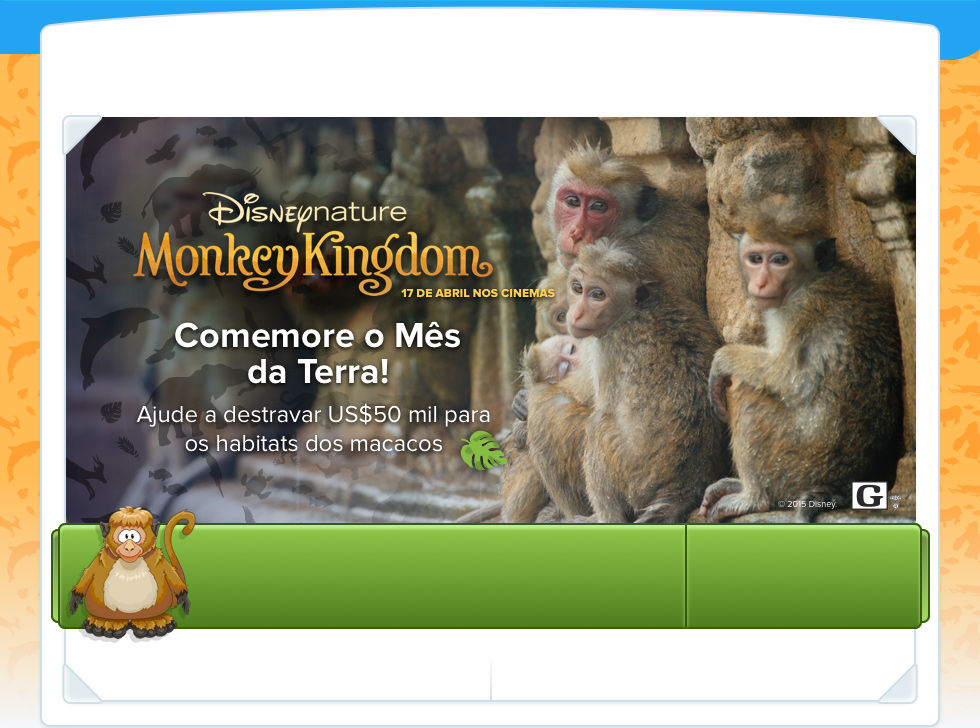 Disneynature
MonkeyKingdom
17 DE ABRIL NOS CINEMAS
Comemore o Mês
da Terra!
Ajude a destravar US$50 mil para
os habitats dos macacos
© 2015 Disney.
G